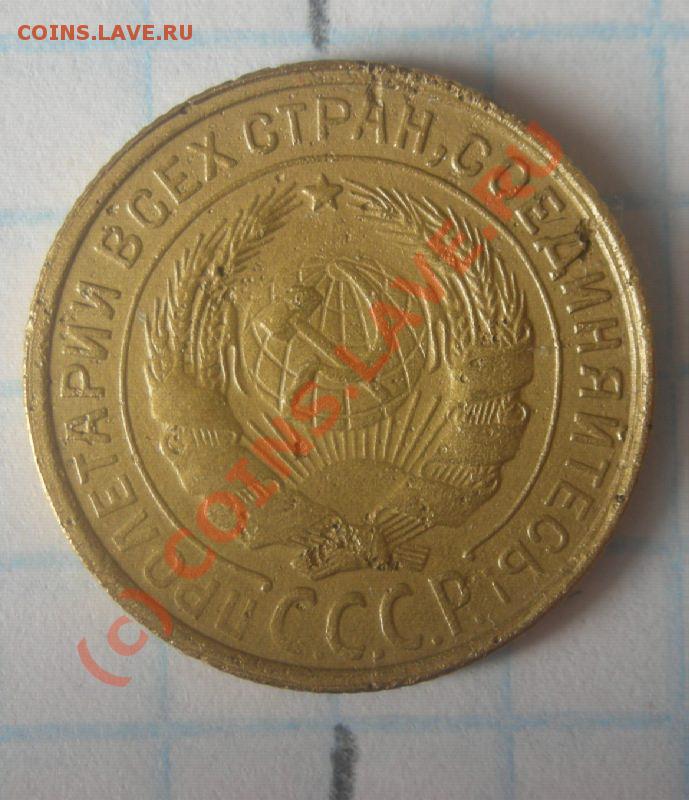 COINS.LAVE.RU
ПРОЛЕТАРИИ ВСЕХ СТРАН, СОЕДИНЯЙТЕСЬ!
С.С.С.Р.
(c) COINS.LAVE.RU